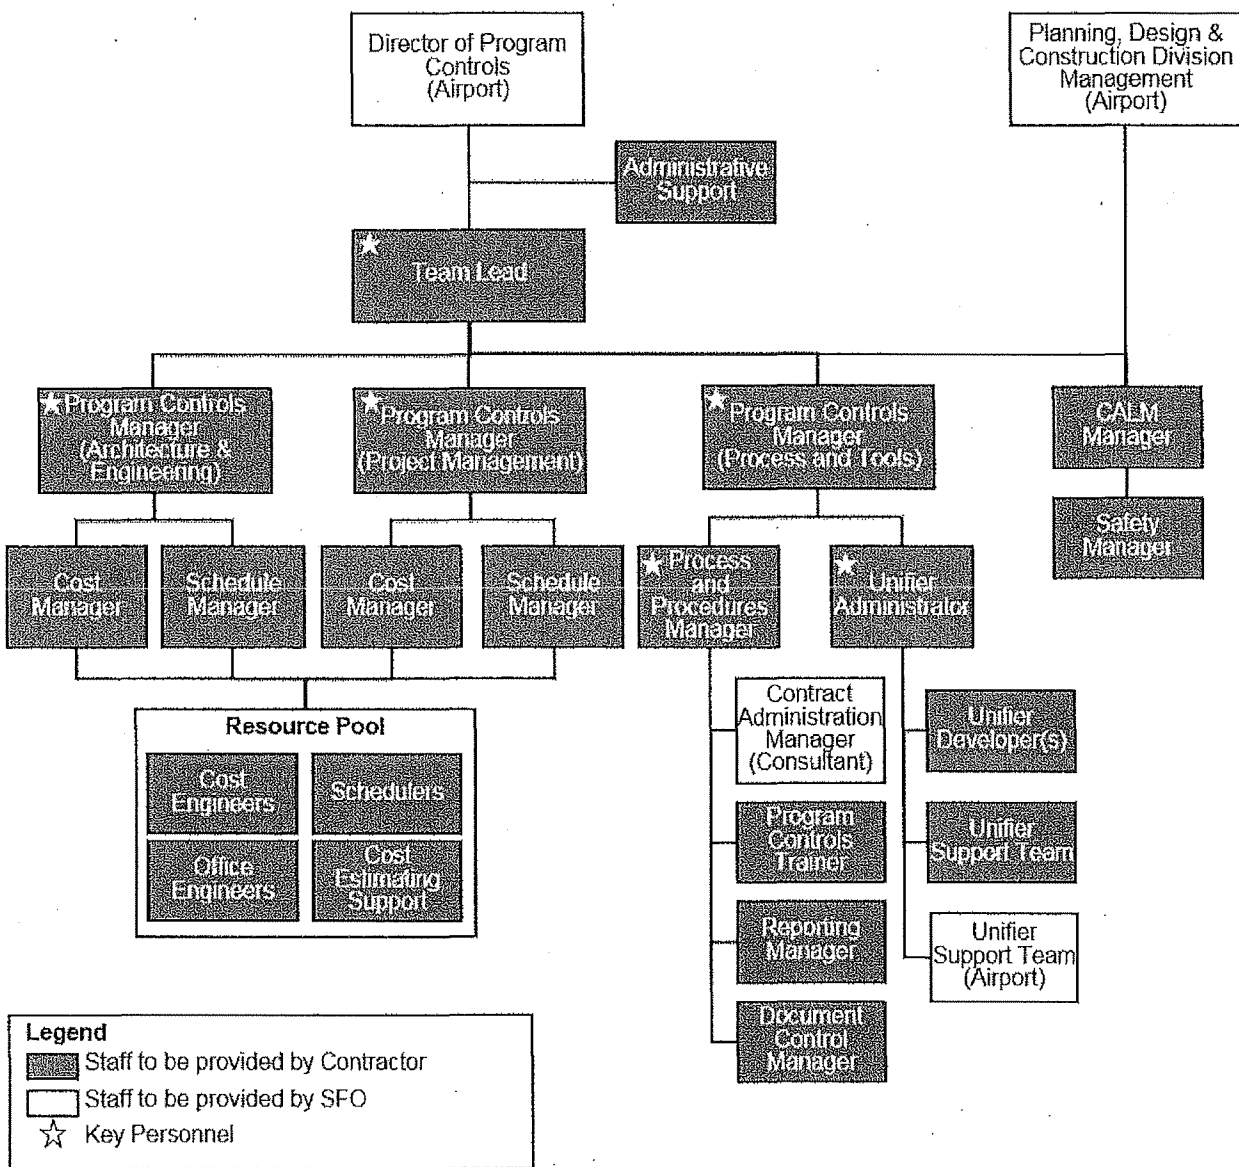 Director of Program
Controls
(Airport)
Planning, Design &
Construction Division
Management
(Airport)
Administrative
Support
Team Lead
Program Controls
Manager
(Architecture &
Engineering)
Program Controls
Manager
(Project Management)
Program Controls
Manager
(Process and Tools)
CALM
Manager
Safety
Manager
Cost
Manager
Schedule
Manager
Cost
Manager
Schedule
Manager
Process
and
Procedures
Manager
Unifier
Administrator
Resource Pool
Cost
Engineers
Schedulers
Office
Engineers
Cost
Estimating
Support
Contract
Administration
Manager
(Consultant)
Program
Controls
Trainer
Reporting
Manager
Document
Control
Manager
Unifier
Developer(s)
Unifier
Support Team
Unifier
Support Team
(Airport)
Legend
Staff to be provided by Contractor
Staff to be provided by SFO
Key Personnel